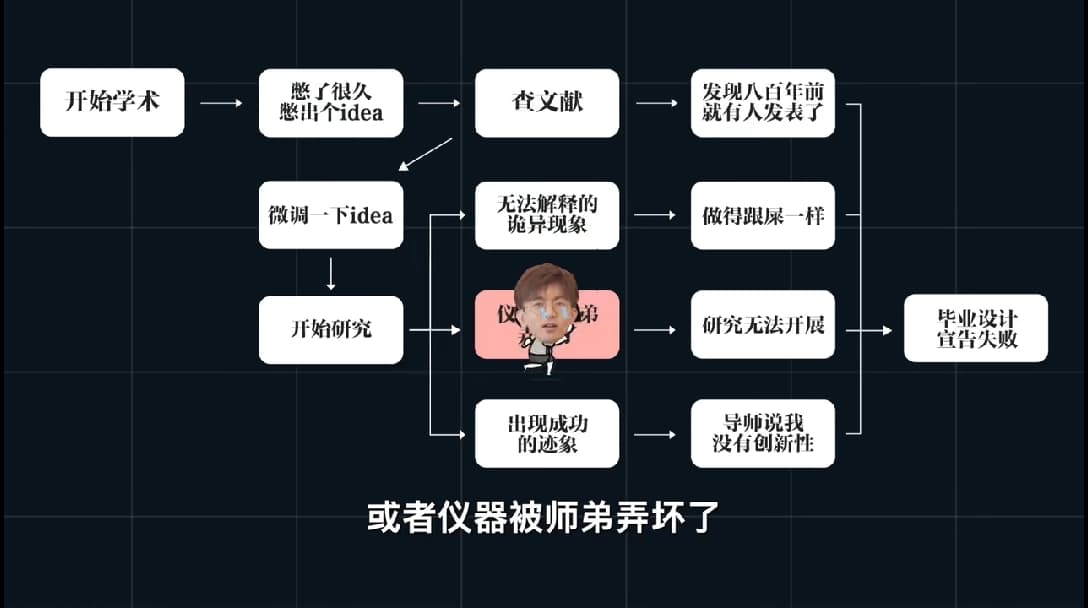 开始学术
憋了很久
憋出个idea
查文献
发现八百年前
就有人发表了
微调一下idea
无法解释的
诡异现象
做得跟屎一样
开始研究
仪
弟
研究无法开展
毕业设计
宣告失败
出现成功
的迹象
导师说我
没有创新性
或者仪器被师弟弄坏了